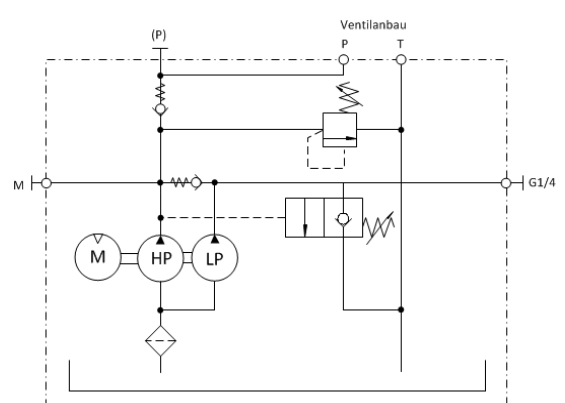 Ventilanbau
(P)
P T
M
G1/4
M HP LP